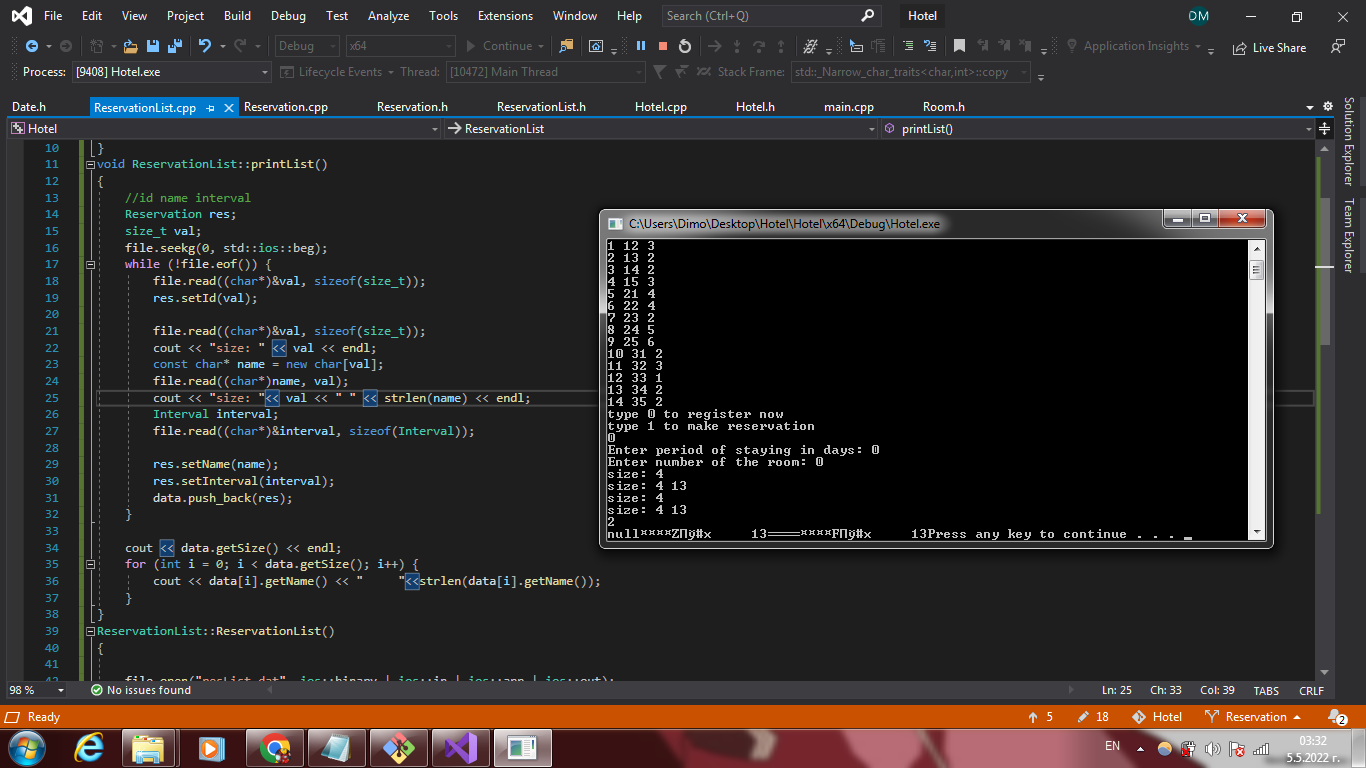 File Edit View Project Build Debug Test Analyze Tools Extensions Window Help Search (Ctrl+Q) Hotel DM
Debug x64 Continue Application Insights Live Share
Process: [9408] Hotel.exe Lifecycle Events Thread: [10472] Main Thread Stack Frame: std::_Narrow_char_traits<char,int>::copy
Date.h ReservationList.cpp Reservation.cpp Reservation.h ReservationList.h Hotel.cpp Hotel.h main.cpp Room.h
Hotel ReservationList printList()
Solution Explorer
Team Explorer
10 }
11 void ReservationList::printList()
12 {
13 //id name interval
14 Reservation res;
15 size_t val;
16 file.seekg(0, std::ios::beg);
17 while (!file.eof()) {
18 file.read((char*)&val, sizeof(size_t));
19 res.setId(val);
20
21 file.read((char*)&val, sizeof(size_t));
22 cout << "size: " << val << endl;
23 const char* name = new char[val];
24 file.read((char*)name, val);
25 cout << "size: "<< val << " " << strlen(name) << endl;
26 Interval interval;
27 file.read((char*)&interval, sizeof(Interval));
28
29 res.setName(name);
30 res.setInterval(interval);
31 data.push_back(res);
32 }
33
34 cout << data.getSize() << endl;
35 for (int i = 0; i < data.getSize(); i++) {
36 cout << data[i].getName() << "     "<<strlen(data[i].getName());
37 }
38 }
39 ReservationList::ReservationList()
40 {
41
42 file.open("resList.dat", ios::binary | ios::in | ios::app | ios::out);
C:\Users\Dimo\Desktop\Hotel\Hotel\x64\Debug\Hotel.exe
1 12 3
2 13 2
3 14 2
4 15 3
5 21 4
6 22 4
7 23 2
8 24 5
9 25 6
10 31 2
11 32 3
12 33 1
13 34 2
14 35 2
type 0 to register now
type 1 to make reservation
0
Enter period of staying in days: 0
Enter number of the room: 0
size: 4
size: 4 13
size: 4
size: 4 13
2
null 13 13Press any key to continue . . . _
98 % No issues found Ln: 25 Ch: 33 Col: 39 TABS CRLF
Ready 5 18 Hotel Reservation 2
EN 03:32
5.5.2022 г.